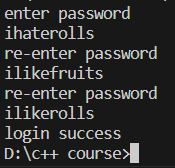 enter password
ihaterolls
re-enter password
ilikefruits
re-enter password
ilikerolls
login success
D:\c++ course>